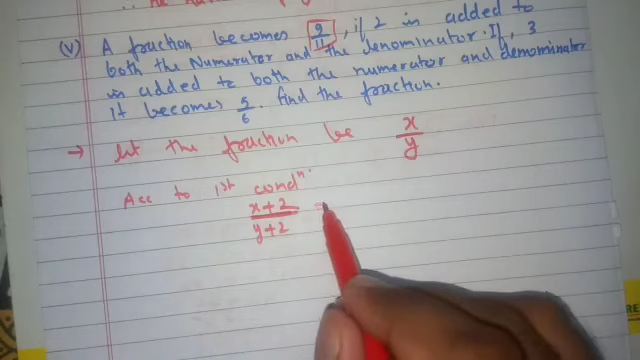 (v) A fraction becomes 9/11, if 2 is added to
both the Numerator and the denominator. If, 3
is added to both the numerator and denominator
it becomes 5/6. Find the fraction.
→ let the fraction be x/y
Acc to 1st condⁿ
x+2/y+2 =